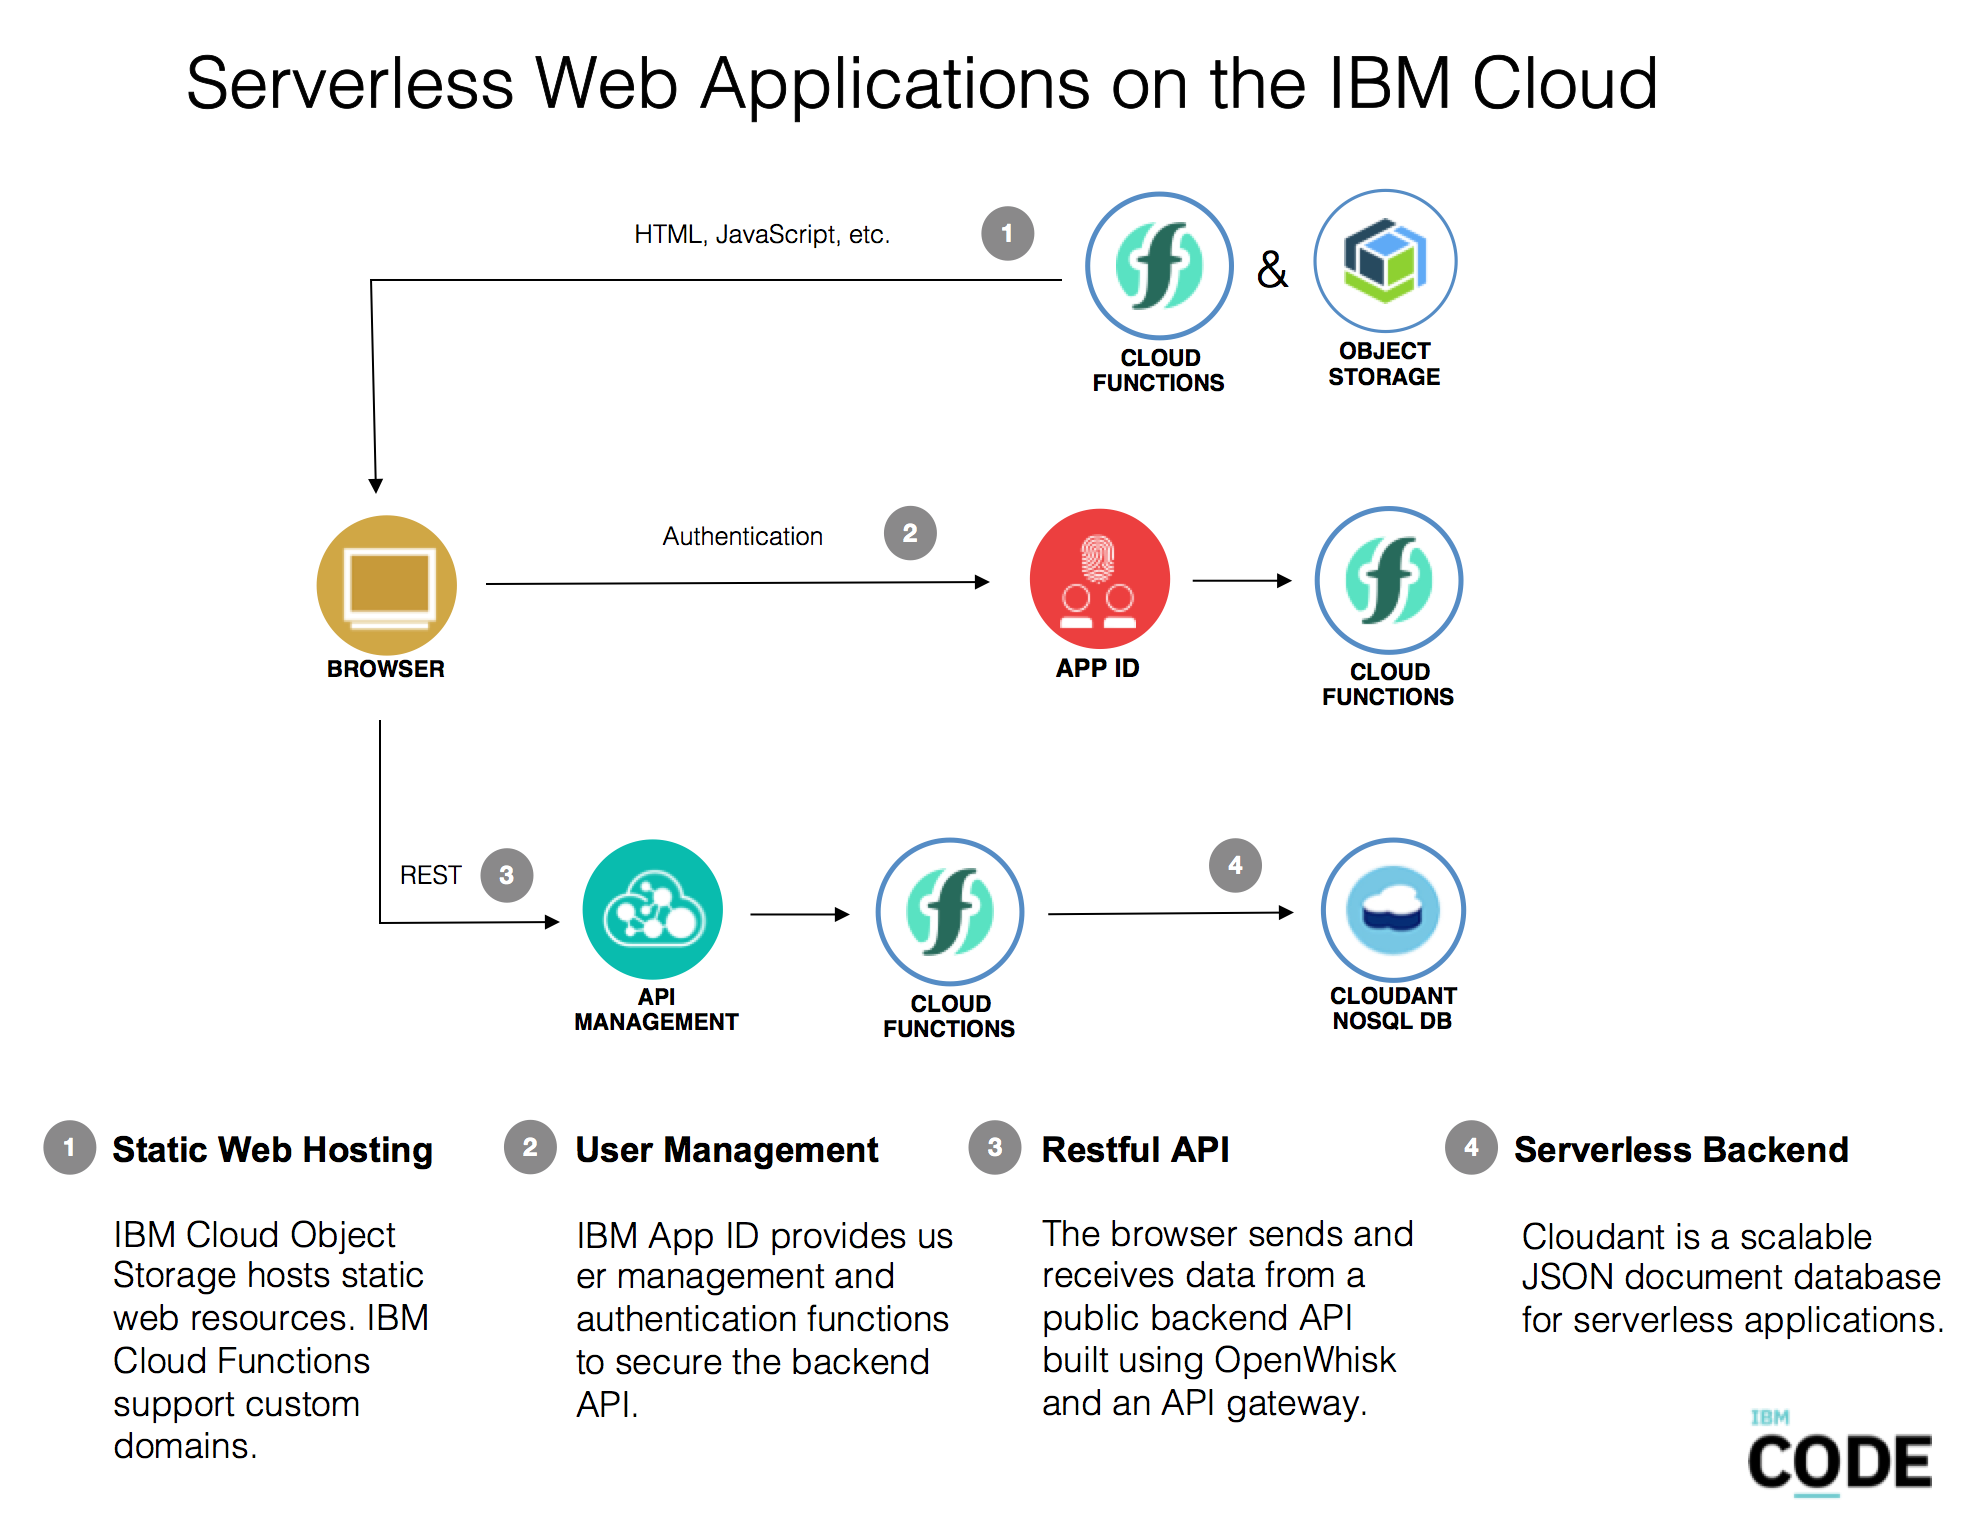 Serverless Web Applications on the IBM Cloud
HTML, JavaScript, etc.
1
&
CLOUD
FUNCTIONS
OBJECT
STORAGE
Authentication
2
BROWSER
APP ID
CLOUD
FUNCTIONS
REST
3
4
API
MANAGEMENT
CLOUD
FUNCTIONS
CLOUDANT
NOSQL DB
1 Static Web Hosting
IBM Cloud Object
Storage hosts static
web resources. IBM
Cloud Functions
support custom
domains.
2 User Management
IBM App ID provides us
er management and
authentication functions
to secure the backend
API.
3 Restful API
The browser sends and
receives data from a
public backend API
built using OpenWhisk
and an API gateway.
4 Serverless Backend
Cloudant is a scalable
JSON document database
for serverless applications.
IBM
CODE